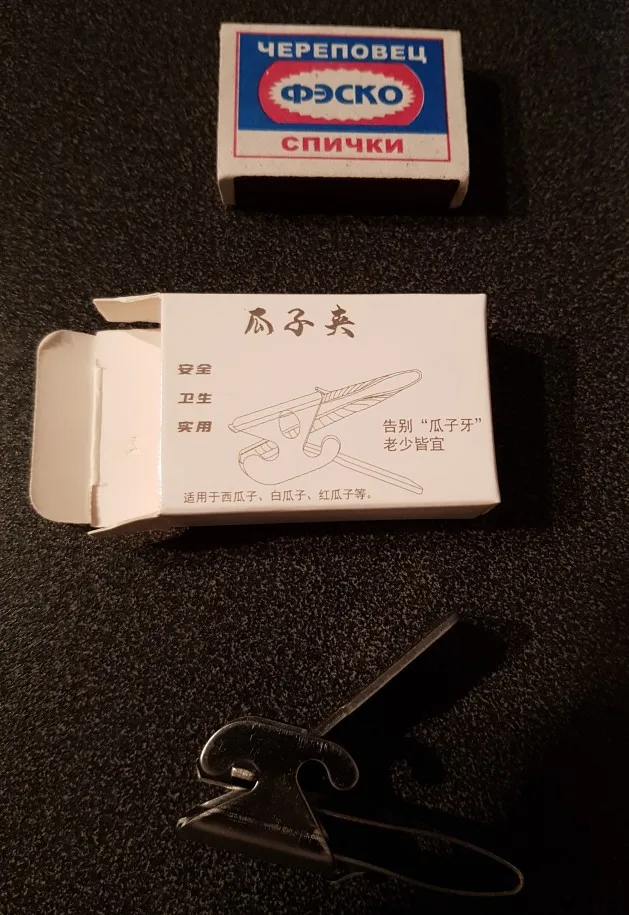 ЧЕРЕПОВЕЦ
ФЭСКО
СПИЧКИ
瓜子夹
安全
卫生
实用
告别“瓜子牙”
老少皆宜
适用于西瓜子、白瓜子、红瓜子等。